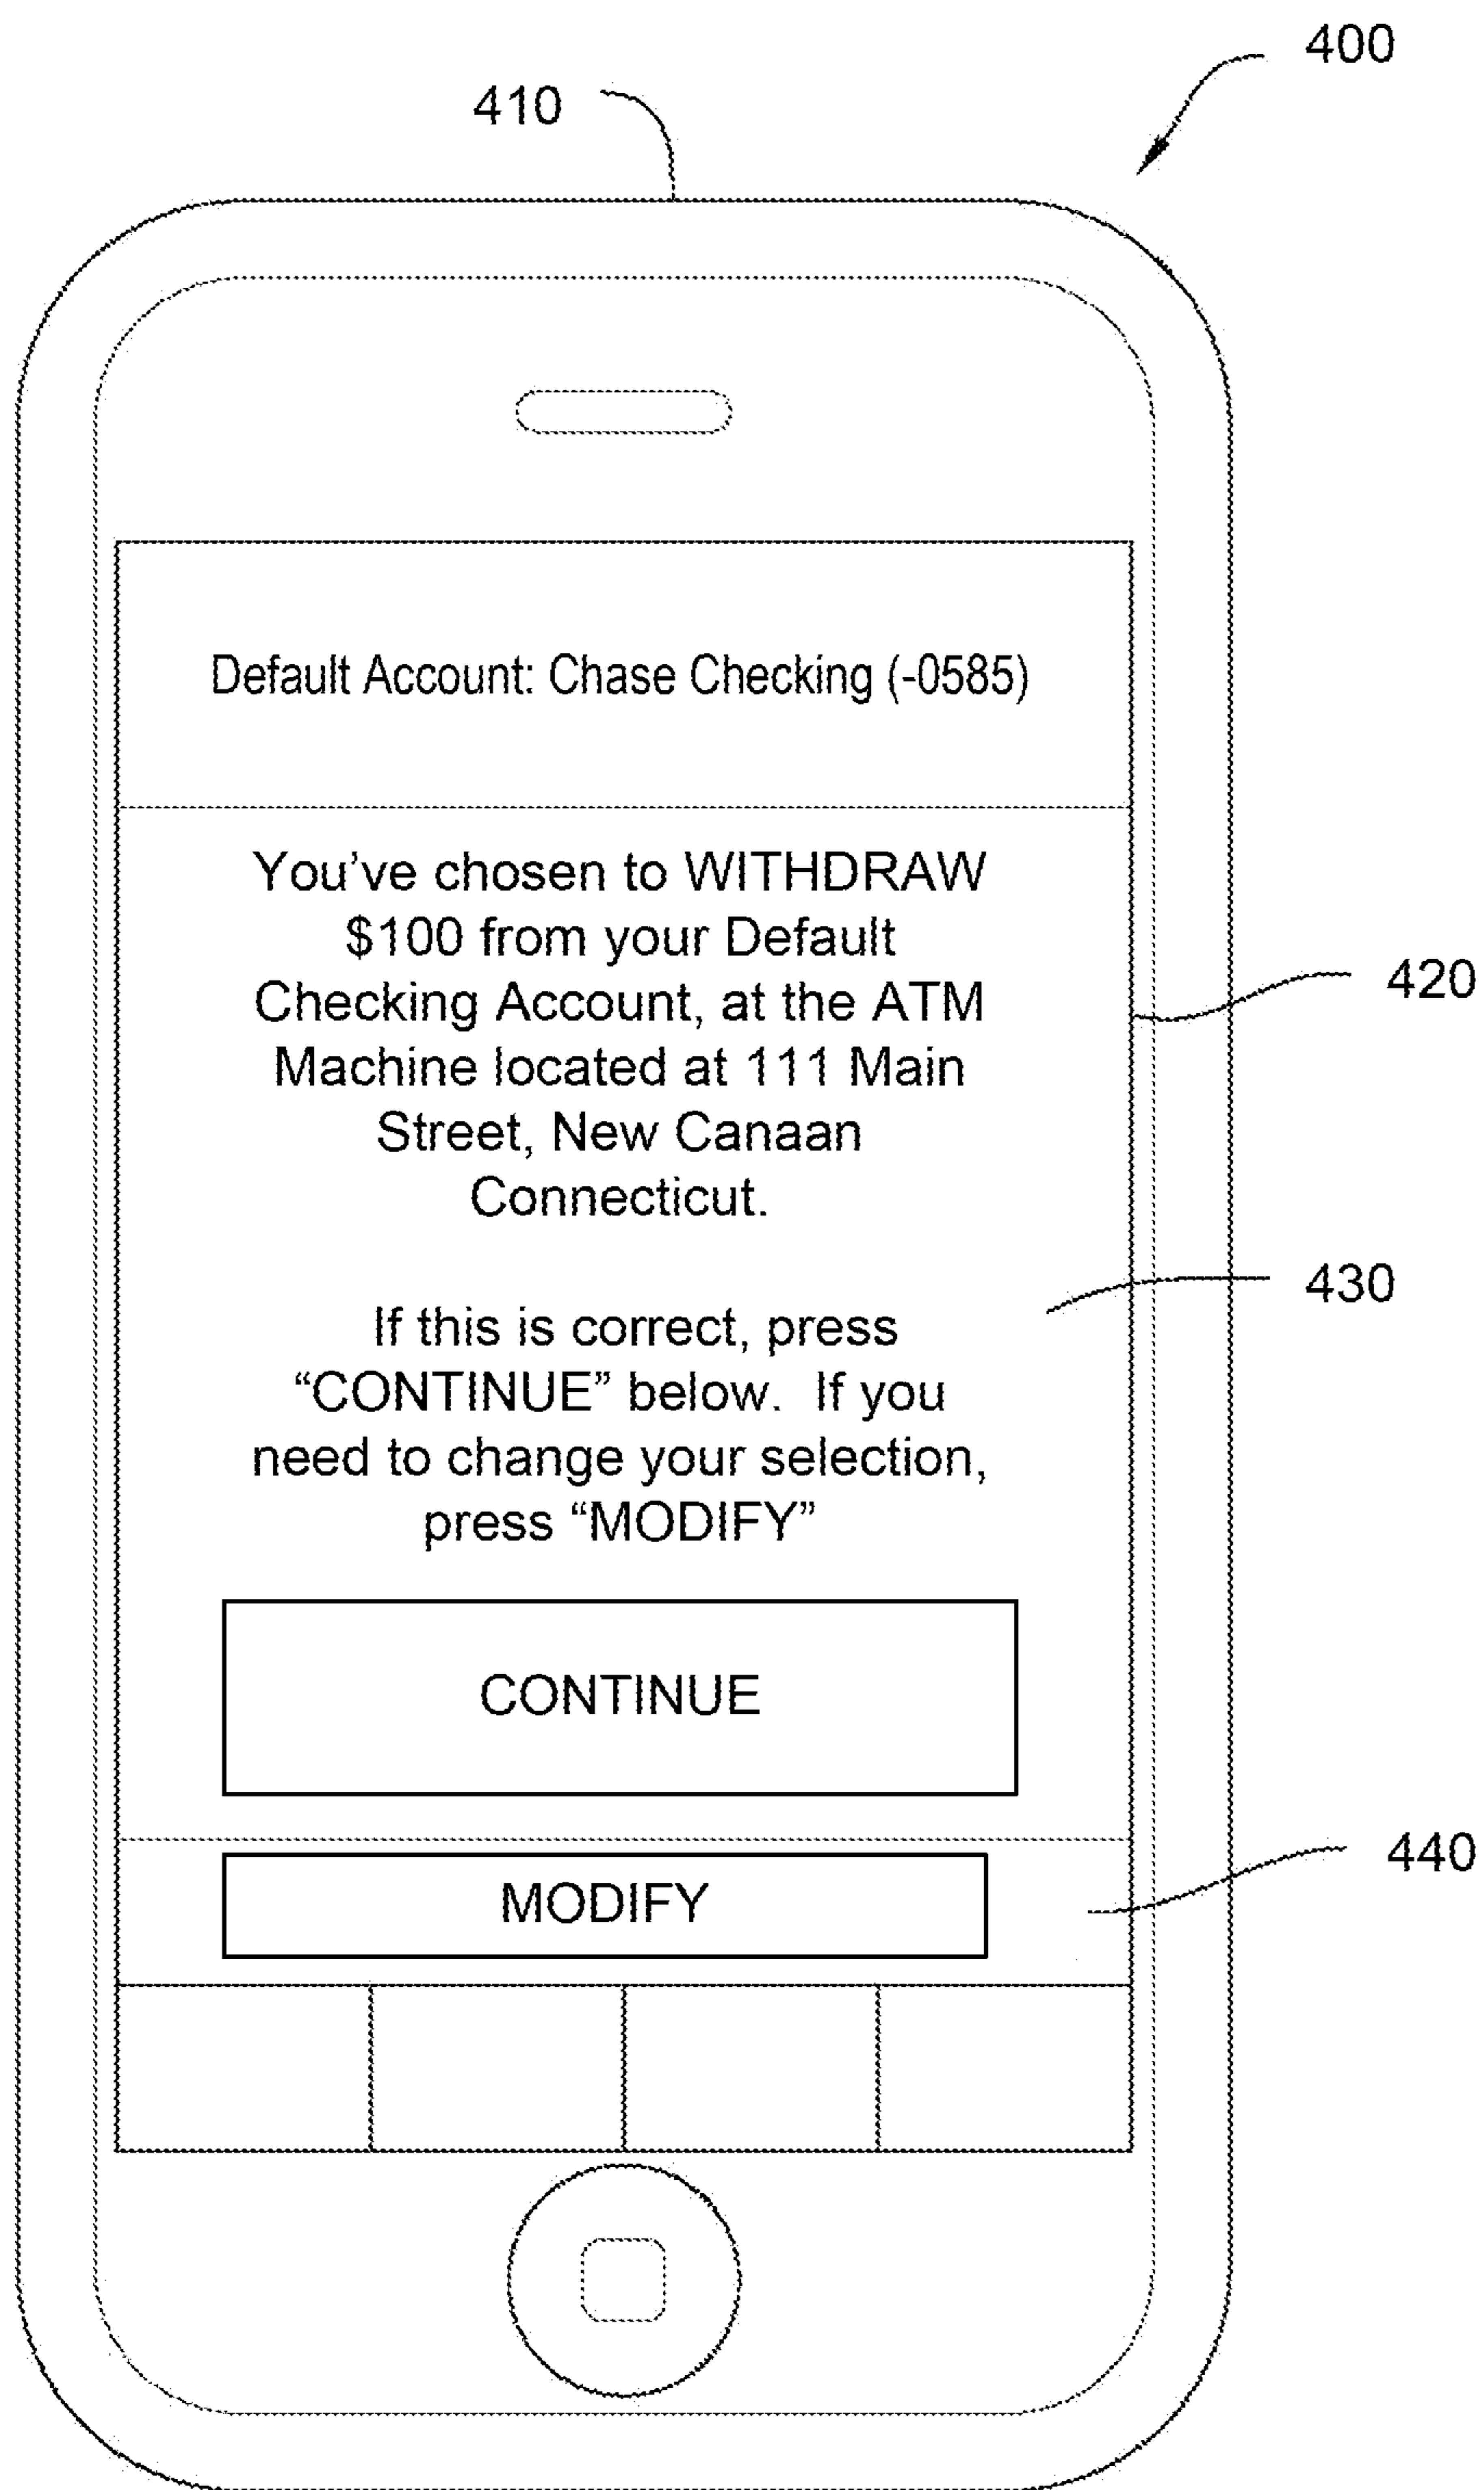 400
410
Default Account: Chase Checking (-0585)
You’ve chosen to WITHDRAW
$100 from your Default
Checking Account, at the ATM
Machine located at 111 Main
Street, New Canaan
Connecticut.
420
430
If this is correct, press
“CONTINUE” below.  If you
need to change your selection,
press “MODIFY”
CONTINUE
440
MODIFY